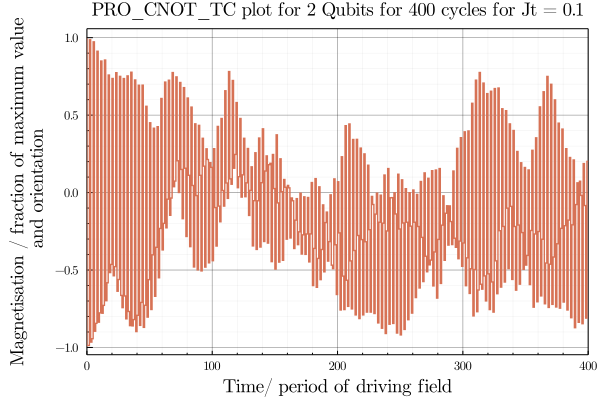 PRO_CNOT_TC plot for 2 Qubits for 400 cycles for Jt = 0.1
Magnetisation / fraction of maximum value
and orientation
1.0
0.5
0.0
−0.5
−1.0
0
100
200
300
400
Time/ period of driving field